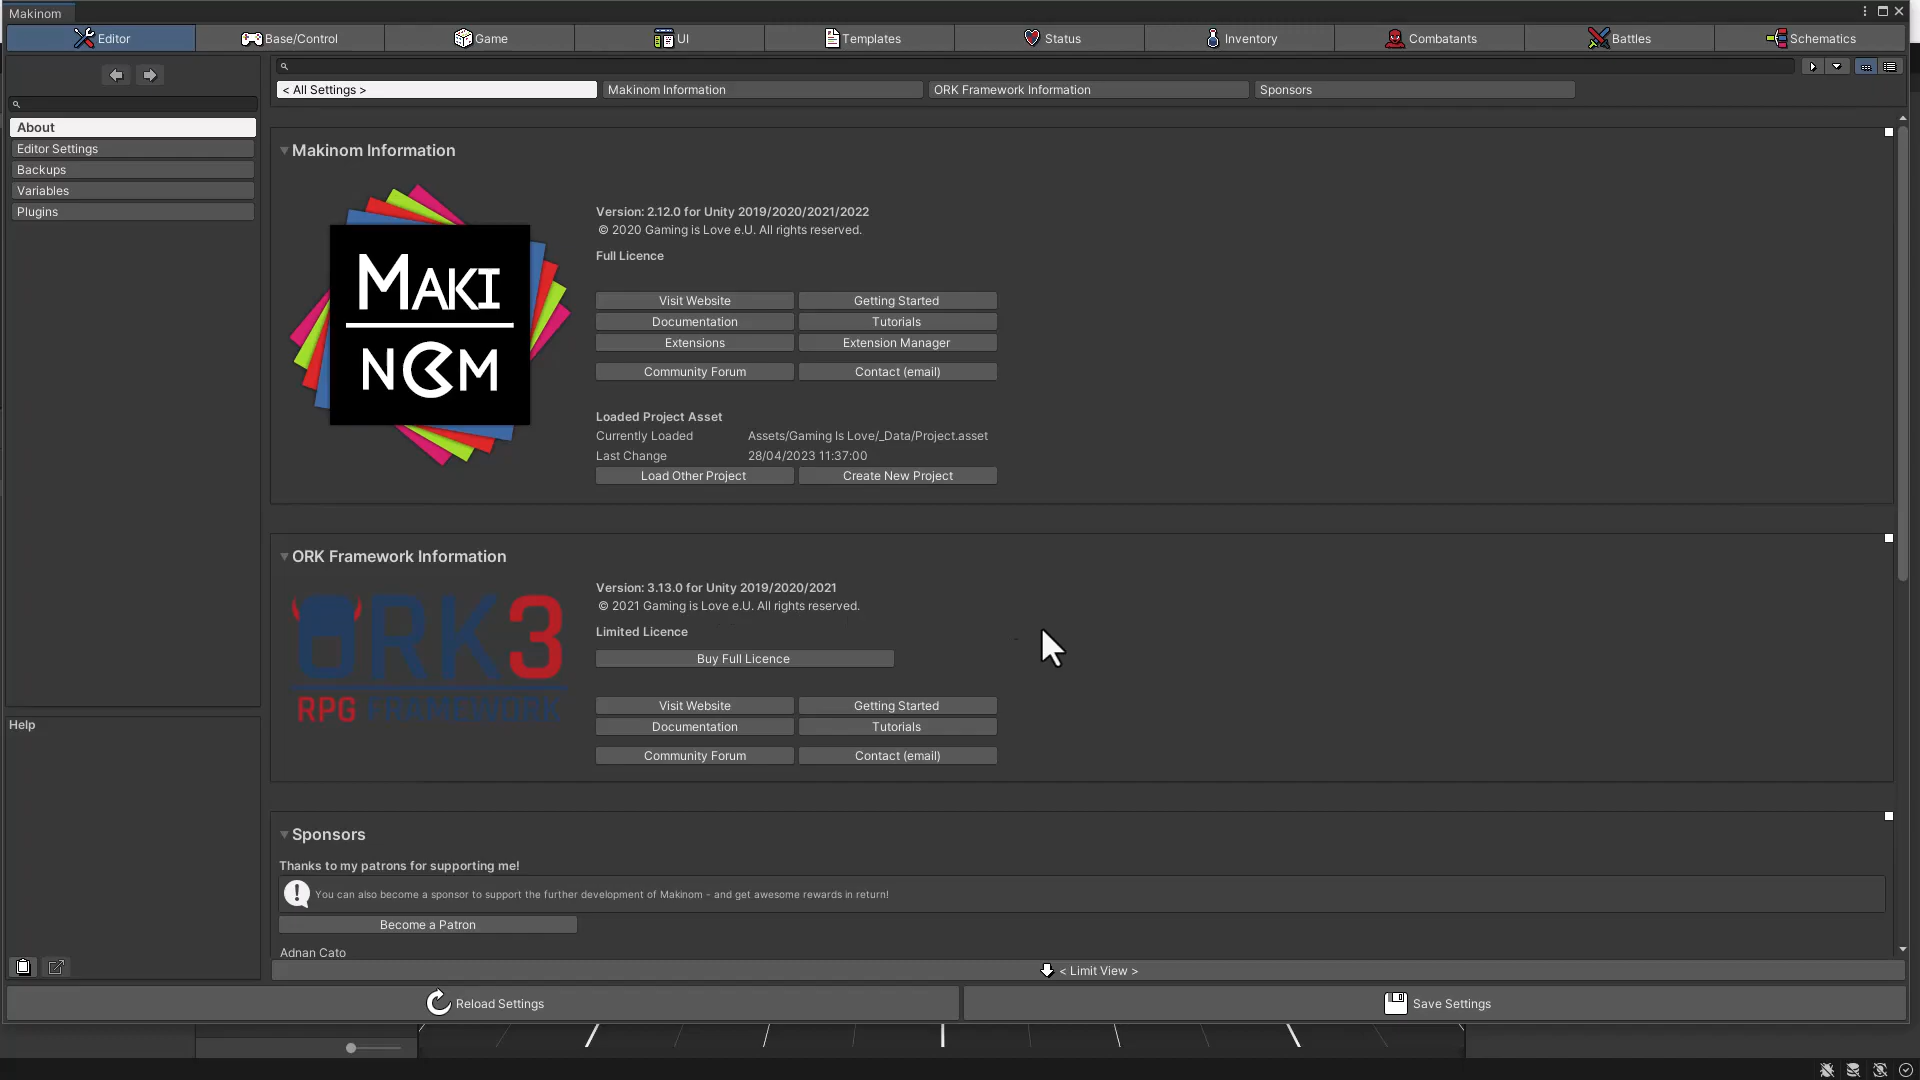 Makinom
Editor
Base/Control
Game
UI
Templates
Status
Inventory
Combatants
Battles
Schematics
< All Settings >
Makinom Information
ORK Framework Information
Sponsors
About
Editor Settings
Backups
Variables
Plugins
Makinom Information
MAKI
NOM
Version: 2.12.0 for Unity 2019/2020/2021/2022
© 2020 Gaming is Love e.U. All rights reserved.
Full Licence
Visit Website
Getting Started
Documentation
Tutorials
Extensions
Extension Manager
Community Forum
Contact (email)
Loaded Project Asset
Currently Loaded
Assets/Gaming Is Love/_Data/Project.asset
Last Change
28/04/2023 11:37:00
Load Other Project
Create New Project
ORK Framework Information
ORK3
RPG FRAMEWORK
Version: 3.13.0 for Unity 2019/2020/2021
© 2021 Gaming is Love e.U. All rights reserved.
Limited Licence
Buy Full Licence
Visit Website
Getting Started
Documentation
Tutorials
Community Forum
Contact (email)
Help
Sponsors
Thanks to my patrons for supporting me!
You can also become a sponsor to support the further development of Makinom - and get awesome rewards in return!
Become a Patron
Adnan Cato
< Limit View >
Reload Settings
Save Settings